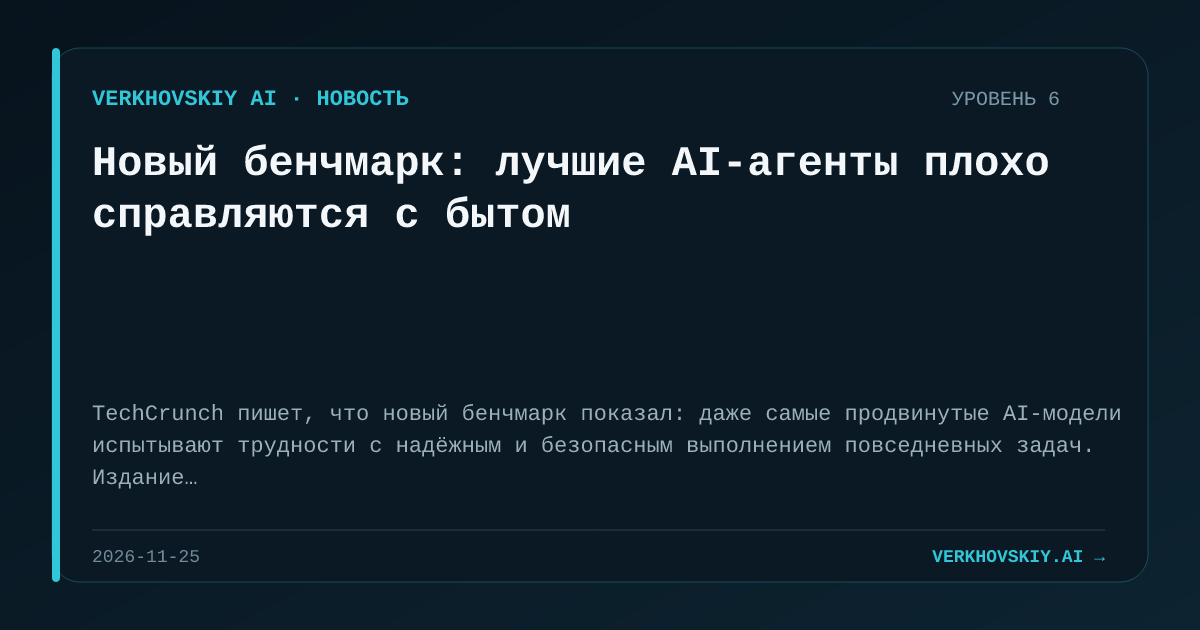 VERKHOVSKIY AI · НОВОСТЬ
УРОВЕНЬ 6
Новый бенчмарк: лучшие AI-агенты плохо
справляются с бытом
TechCrunch пишет, что новый бенчмарк показал: даже самые продвинутые AI-модели
испытывают трудности с надёжным и безопасным выполнением повседневных задач.
Издание…
2026-11-25
VERKHOVSKIY.AI →